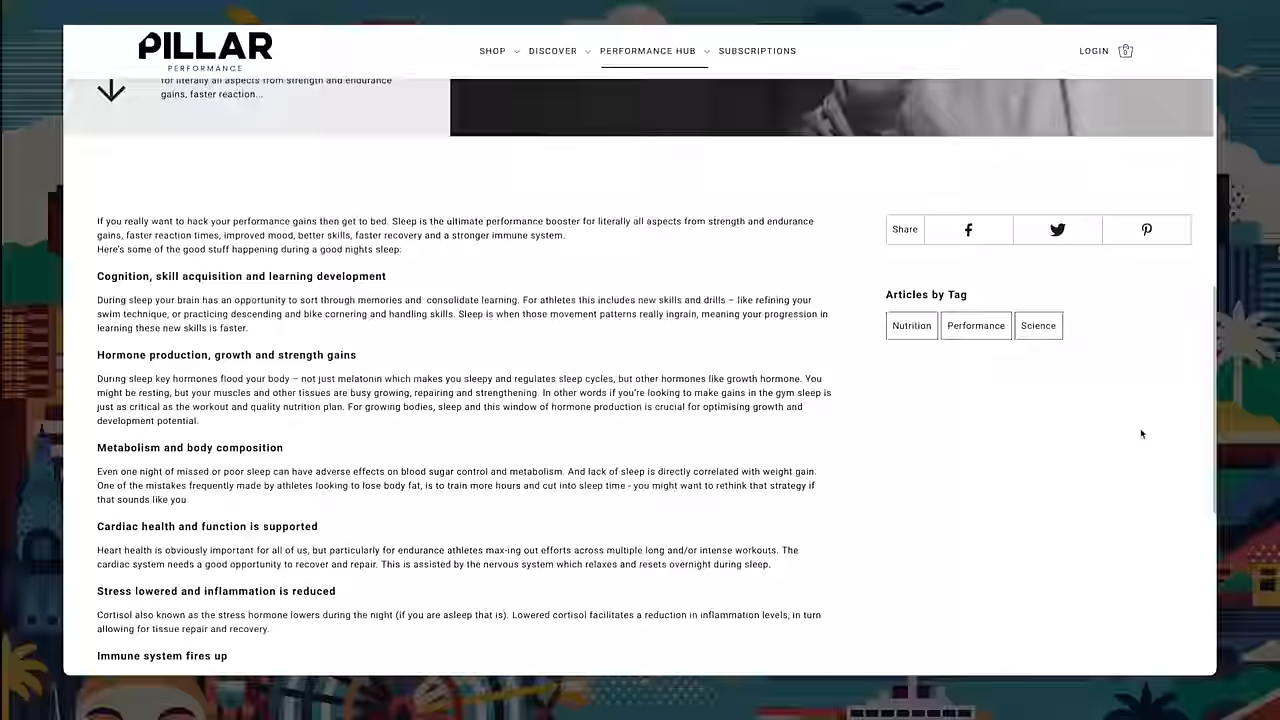 PILLAR
PERFORMANCE
SHOP
DISCOVER
PERFORMANCE HUB
SUBSCRIPTIONS
LOGIN
0
for literally all aspects from strength and endurance
gains, faster reaction...
If you really want to hack your performance gains then get to bed. Sleep is the ultimate performance booster for literally all aspects from strength and endurance
gains, faster reaction times, improved mood, better skills, faster recovery and a stronger immune system.
Here's some of the good stuff happening during a good nights sleep:
Cognition, skill acquisition and learning development
During sleep your brain has an opportunity to sort through memories and consolidate learning. For athletes this includes new skills and drills – like refining your
swim technique, or practicing descending and bike cornering and handling skills. Sleep is when those movement patterns really ingrain, meaning your progression in
learning these new skills is faster.
Hormone production, growth and strength gains
During sleep key hormones flood your body – not just melatonin which makes you sleepy and regulates sleep cycles, but other hormones like growth hormone. You
might be resting, but your muscles and other tissues are busy growing, repairing and strengthening. In other words if you're looking to make gains in the gym sleep is
just as critical as the workout and quality nutrition plan. For growing bodies, sleep and this window of hormone production is crucial for optimising growth and
development potential.
Metabolism and body composition
Even one night of missed or poor sleep can have adverse effects on blood sugar control and metabolism. And lack of sleep is directly correlated with weight gain.
One of the mistakes frequently made by athletes looking to lose body fat, is to train more hours and cut into sleep time - you might want to rethink that strategy if
that sounds like you
Cardiac health and function is supported
Heart health is obviously important for all of us, but particularly for endurance athletes max-ing out efforts across multiple long and/or intense workouts. The
cardiac system needs a good opportunity to recover and repair. This is assisted by the nervous system which relaxes and resets overnight during sleep.
Stress lowered and inflammation is reduced
Cortisol also known as the stress hormone lowers during the night (if you are asleep that is). Lowered cortisol facilitates a reduction in inflammation levels, in turn
allowing for tissue repair and recovery.
Immune system fires up
Share
Articles by Tag
Nutrition
Performance
Science